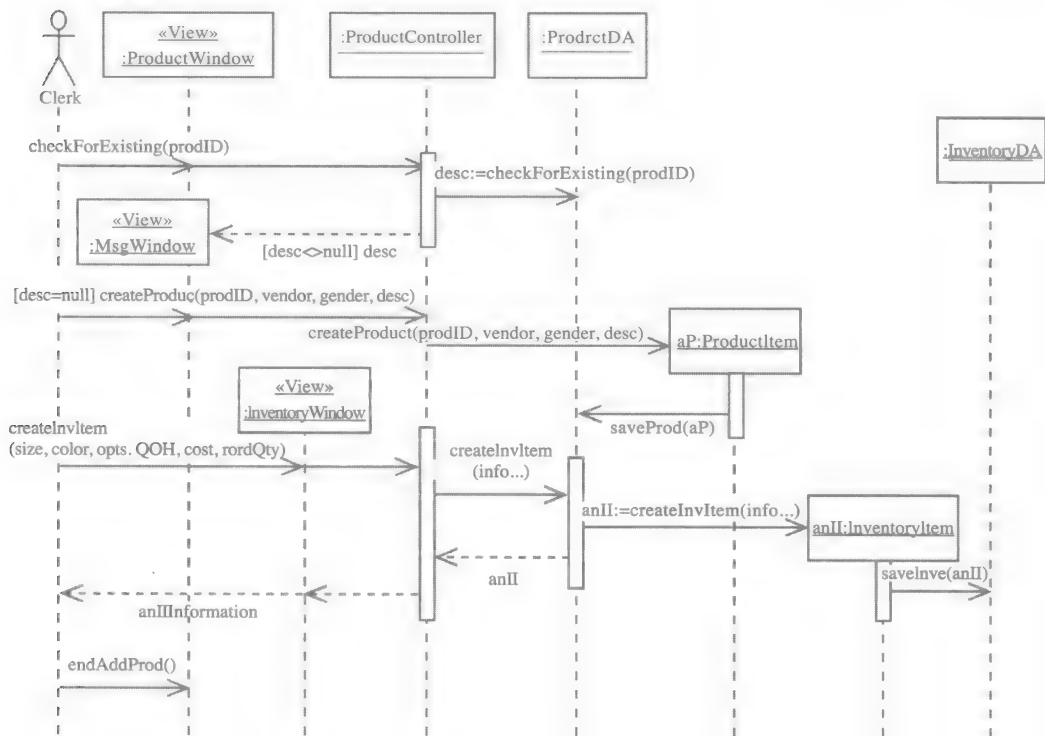 «View»
:ProductWindow
:ProductController
:ProdrctDA
Clerk
:InventoryDA
checkForExisting(prodID)
desc:=checkForExisting(prodID)
«View»
:MsgWindow
[desc<>null] desc
[desc=null] createProduc(prodID, vendor, gender, desc)
createProduct(prodID, vendor, gender, desc)
aP:ProductItem
«View»
:InventoryWindow
saveProd(aP)
createInvItem
(size, color, opts. QOH, cost, rordQty)
createInvItem
(info...)
anII:=createInvItem(info...)
anII:InventoryItem
anII
saveInve(anII)
anIIInformation
endAddProd()